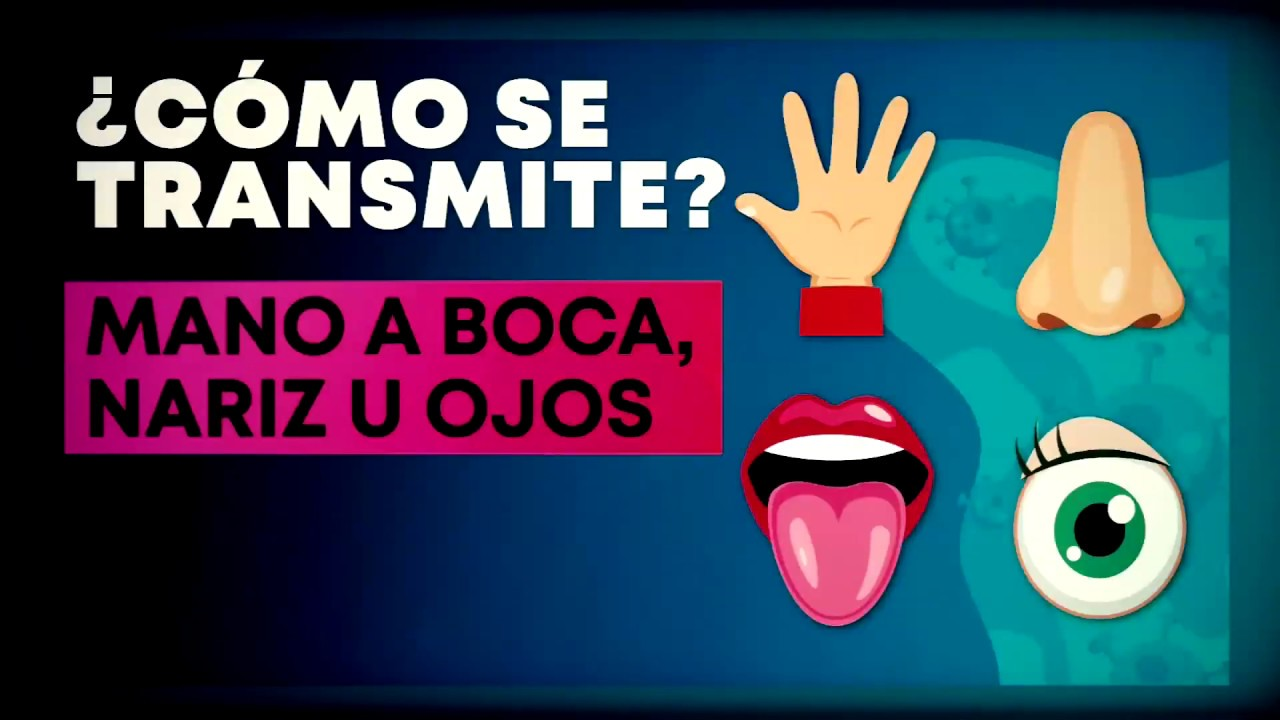 ¿CÓMO SE
TRANSMITE?
MANO A BOCA,
NARIZ U OJOS